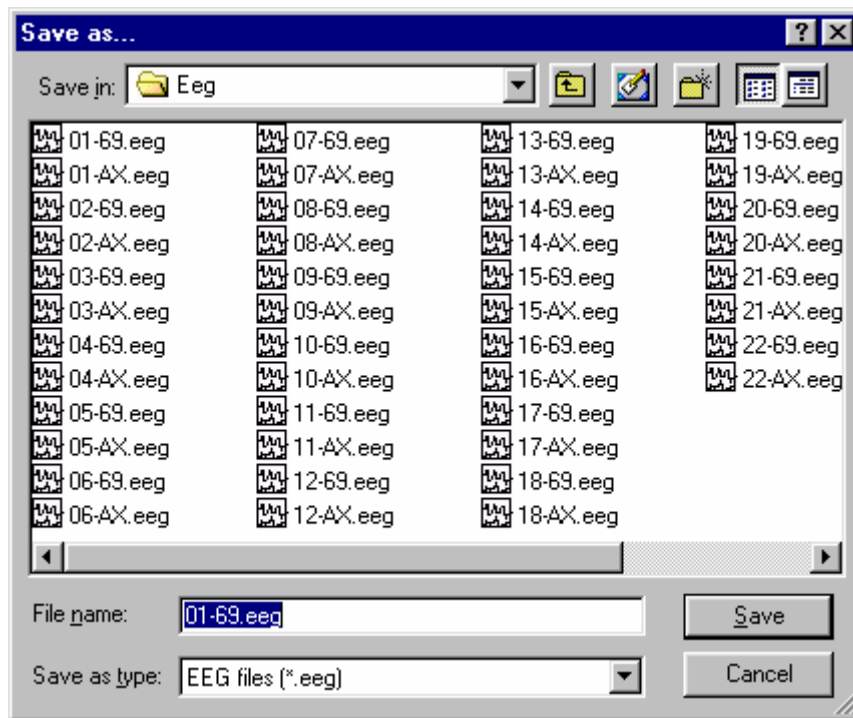 Save as...
Save in: Eeg
01-69.eeg 07-69.eeg 13-69.eeg 19-69.eeg
01-AX.eeg 07-AX.eeg 13-AX.eeg 19-AX.eeg
02-69.eeg 08-69.eeg 14-69.eeg 20-69.eeg
02-AX.eeg 08-AX.eeg 14-AX.eeg 20-AX.eeg
03-69.eeg 09-69.eeg 15-69.eeg 21-69.eeg
03-AX.eeg 09-AX.eeg 15-AX.eeg 21-AX.eeg
04-69.eeg 10-69.eeg 16-69.eeg 22-69.eeg
04-AX.eeg 10-AX.eeg 16-AX.eeg 22-AX.eeg
05-69.eeg 11-69.eeg 17-69.eeg
05-AX.eeg 11-AX.eeg 17-AX.eeg
06-69.eeg 12-69.eeg 18-69.eeg
06-AX.eeg 12-AX.eeg 18-AX.eeg
File name: 01-69.eeg Save
Save as type: EEG files (*.eeg) Cancel